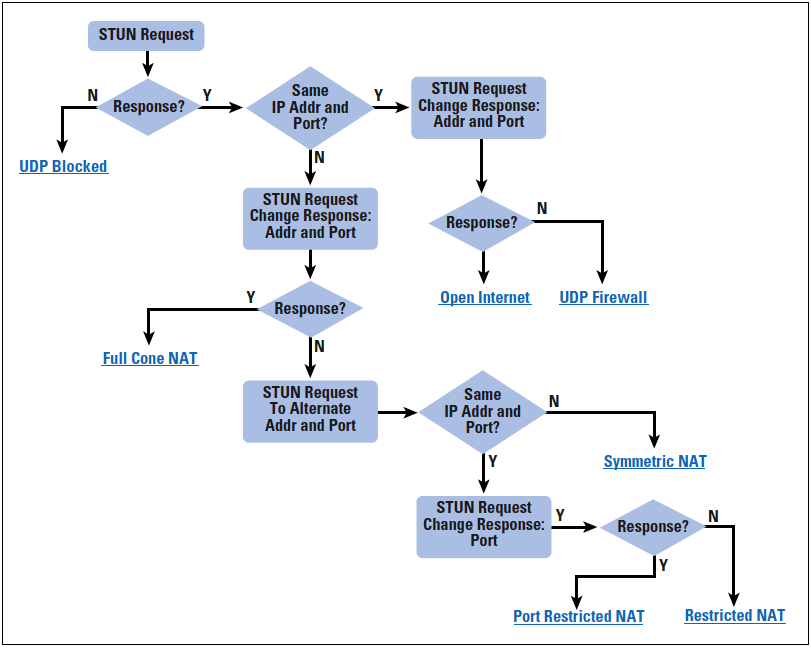 STUN Request
N
Response?
Y
Same
IP Addr and
Port?
Y
STUN Request
Change Response:
Addr and Port
UDP Blocked
N
STUN Request
Change Response:
Addr and Port
Response?
N
Open Internet
UDP Firewall
Y
Response?
Full Cone NAT
N
STUN Request
To Alternate
Addr and Port
Same
IP Addr and
Port?
N
Symmetric NAT
Y
STUN Request
Change Response:
Port
Y
Response?
N
Y
Port Restricted NAT
Restricted NAT